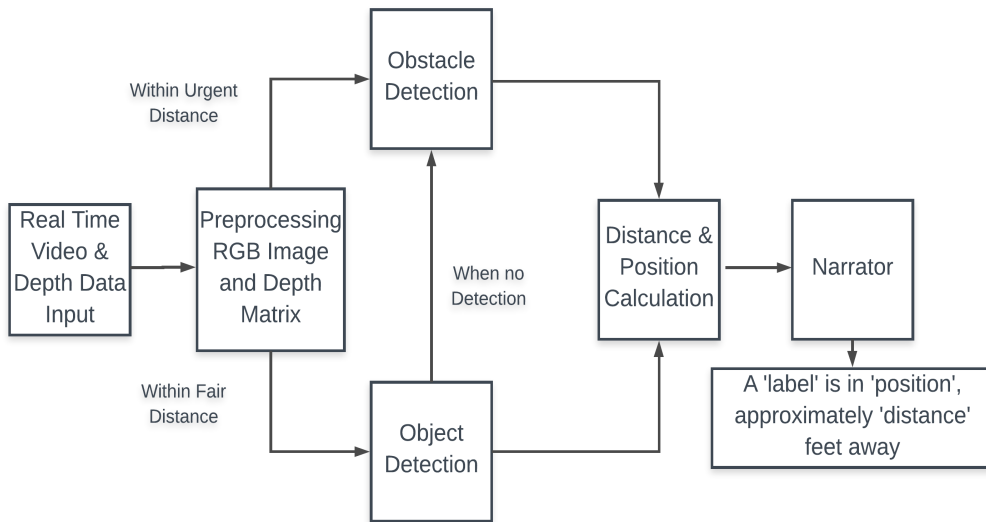 Real Time
Video &
Depth Data
Input
Preprocessing
RGB Image
and Depth
Matrix
Within Urgent
Distance
Within Fair
Distance
Obstacle
Detection
When no
Detection
Object
Detection
Distance &
Position
Calculation
Narrator
A 'label' is in 'position',
approximately 'distance'
feet away